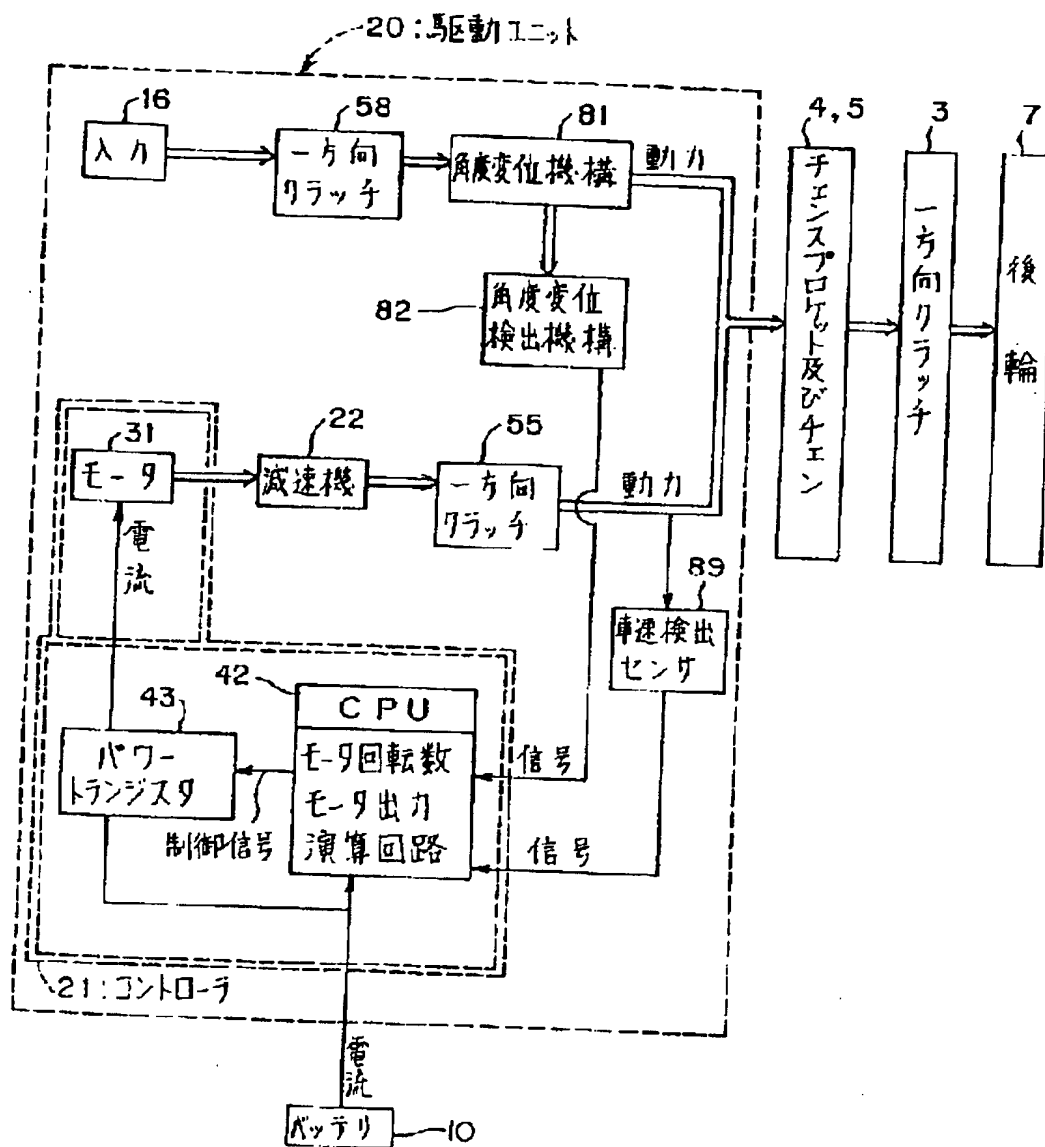 20:駆動ユニット
16
入力
58
一方向
クラッチ
81
角度変位機構
動力
4,5
チェンスプロケット及びチェン
3
一方向クラッチ
7
後輪
82
角度変位
検出機構
31
モータ
22
減速機
55
一方向
クラッチ
動力
電流
89
車速検出
センサ
43
パワー
トランジスタ
42
CPU
モータ回転数
モータ出力
演算回路
制御信号
信号
信号
21:コントローラ
電流
バッテリ
10